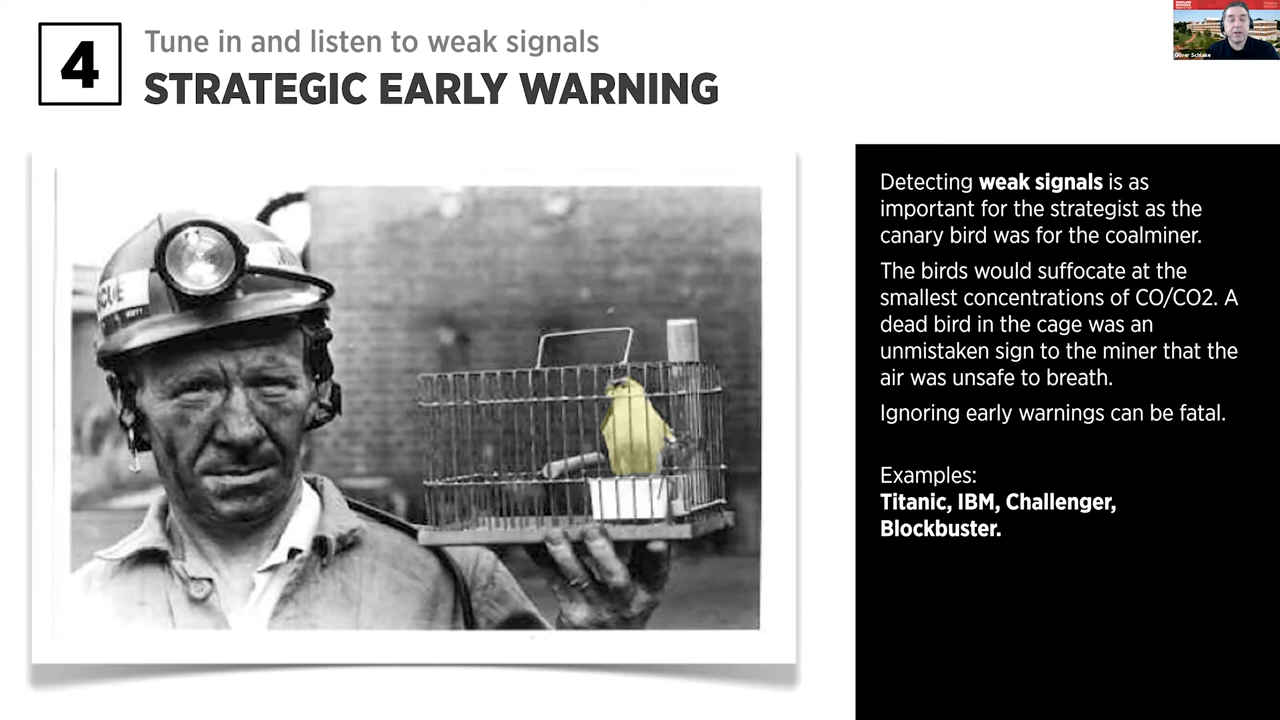 4
Tune in and listen to weak signals
STRATEGIC EARLY WARNING
Detecting weak signals is as
important for the strategist as the
canary bird was for the coalminer.
The birds would suffocate at the
smallest concentrations of CO/CO2. A
dead bird in the cage was an
unmistaken sign to the miner that the
air was unsafe to breath.
Ignoring early warnings can be fatal.
Examples:
Titanic, IBM, Challenger,
Blockbuster.
Oliver Schlake